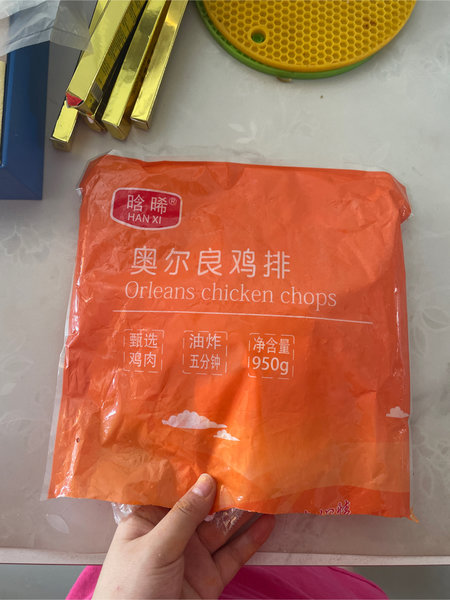 晗晞®
HAN XI
奥尔良鸡排
Orleans chicken chops
甄选 油炸 净含量
鸡肉 五分钟 950g